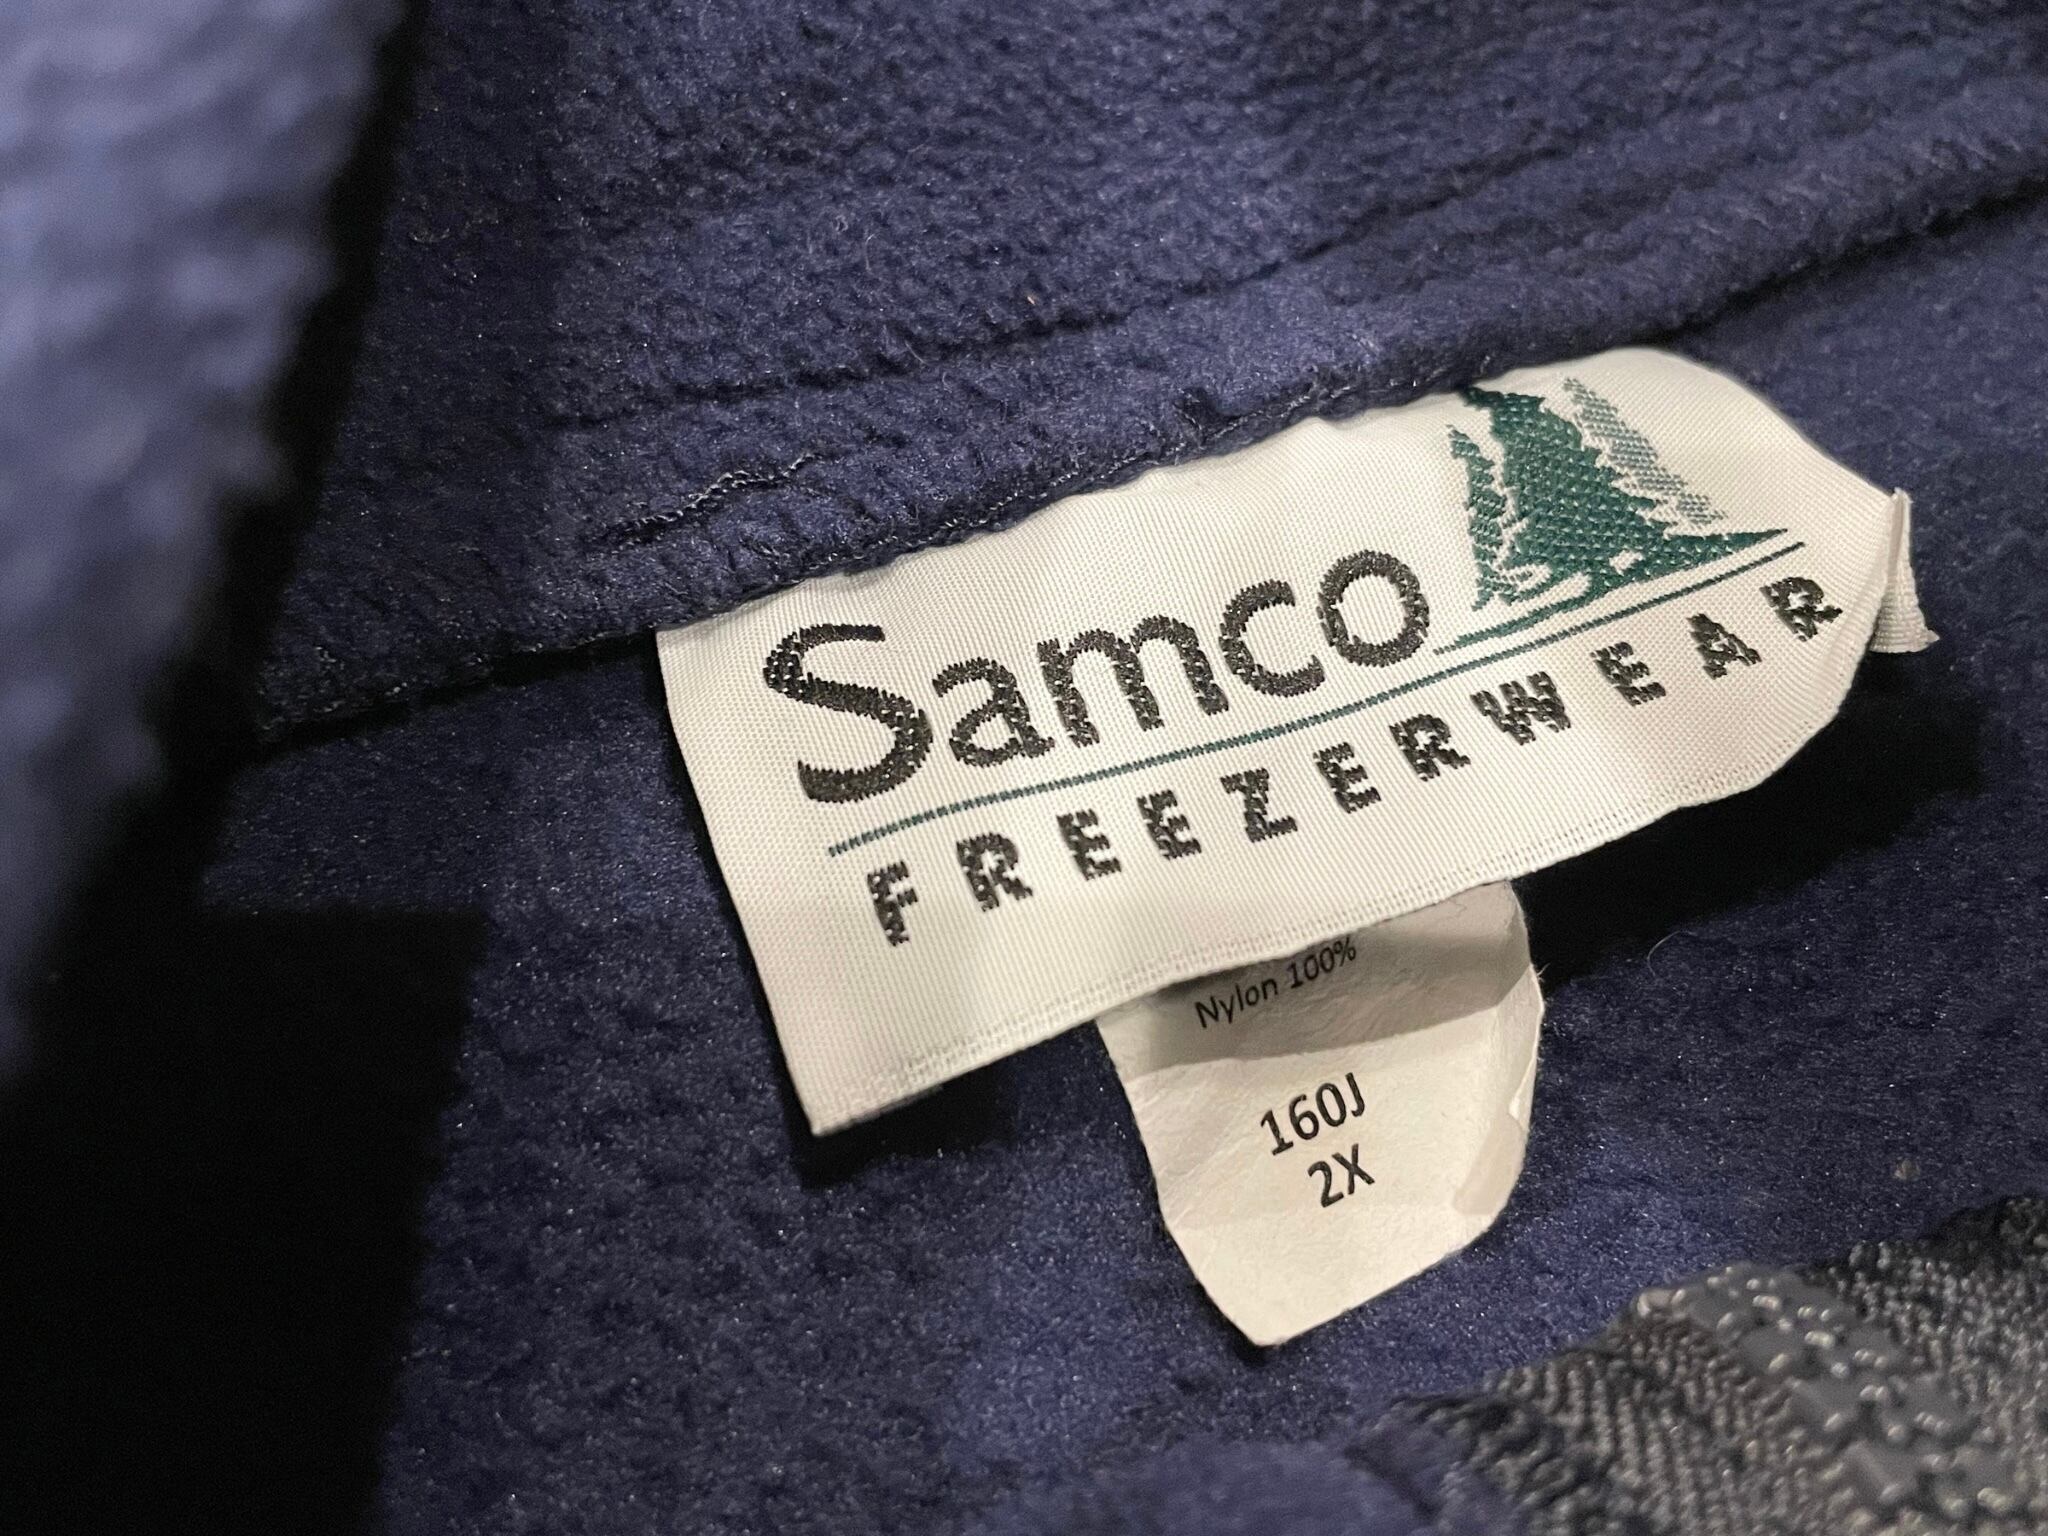 Samco
FREEZERWEAR
Nylon 100%
160J
2X